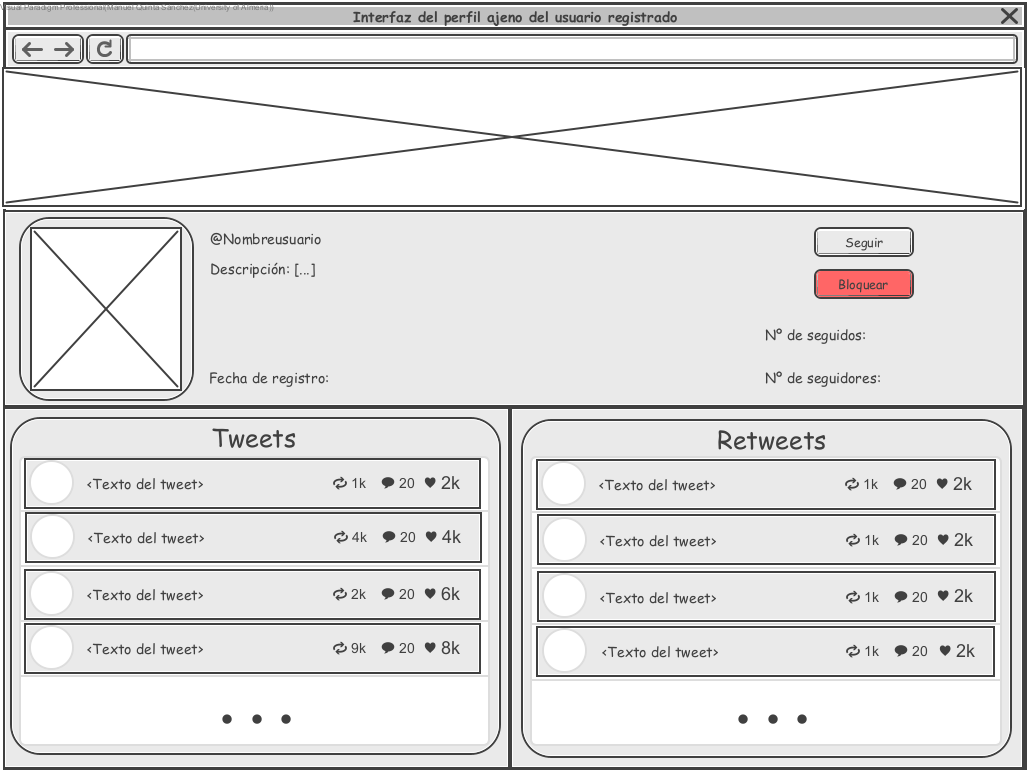 Visual Paradigm Professional(Manuel Quinta Sanchez(University of Almeria))
Interfaz del perfil ajeno del usuario registrado
@Nombreusuario
Seguir
Descripción: [...]
Bloquear
Nº de seguidos:
Fecha de registro:
Nº de seguidores:
Tweets
<Texto del tweet> 1k 20 2k
<Texto del tweet> 4k 20 4k
<Texto del tweet> 2k 20 6k
<Texto del tweet> 9k 20 8k
Retweets
<Texto del tweet> 1k 20 2k
<Texto del tweet> 1k 20 2k
<Texto del tweet> 1k 20 2k
<Texto del tweet> 1k 20 2k